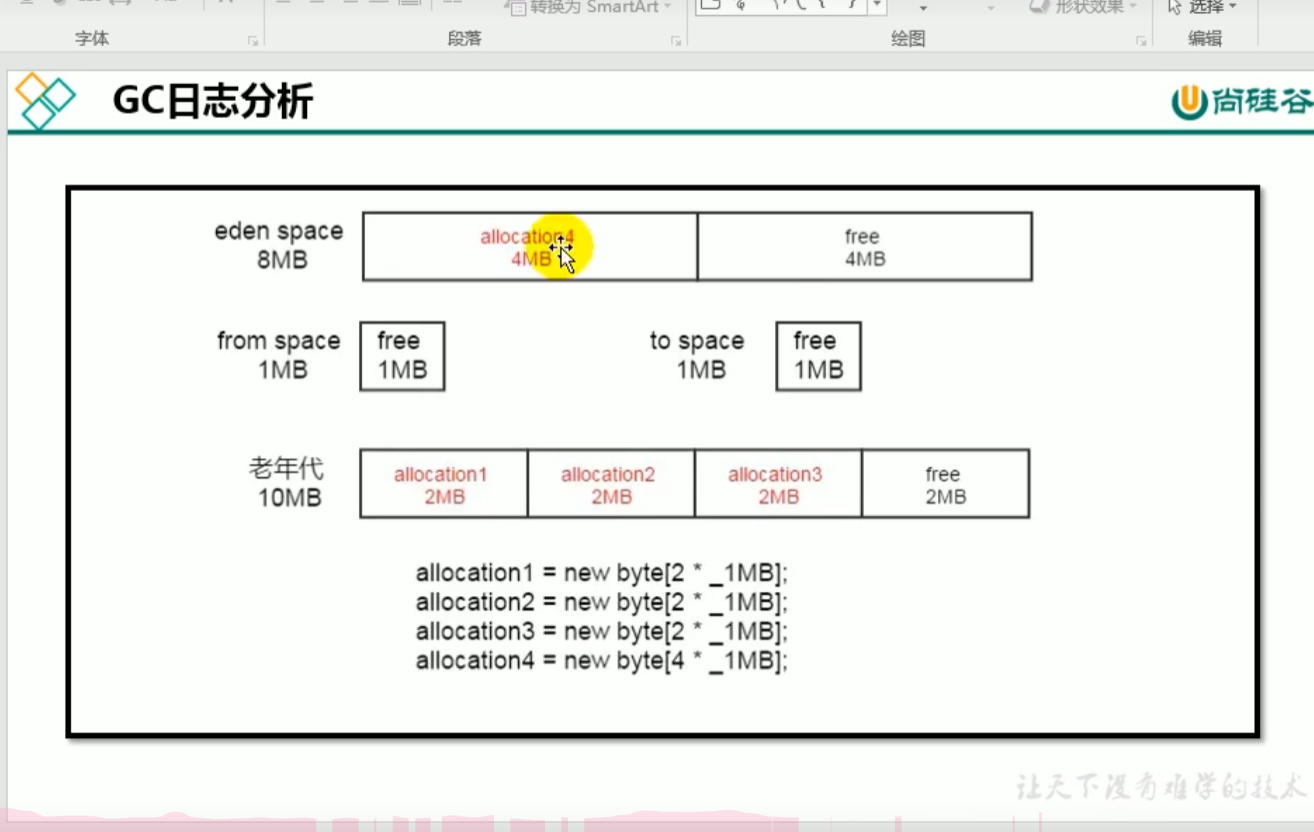 转换为 SmartArt
形状效果
选择
字体
段落
绘图
编辑
GC日志分析
尚硅谷
eden space
8MB
allocation4
4MB
free
4MB
from space
1MB
free
1MB
to space
1MB
free
1MB
老年代
10MB
allocation1
2MB
allocation2
2MB
allocation3
2MB
free
2MB
allocation1 = new byte[2 * _1MB];
allocation2 = new byte[2 * _1MB];
allocation3 = new byte[2 * _1MB];
allocation4 = new byte[4 * _1MB];
让天下没有难学的技术